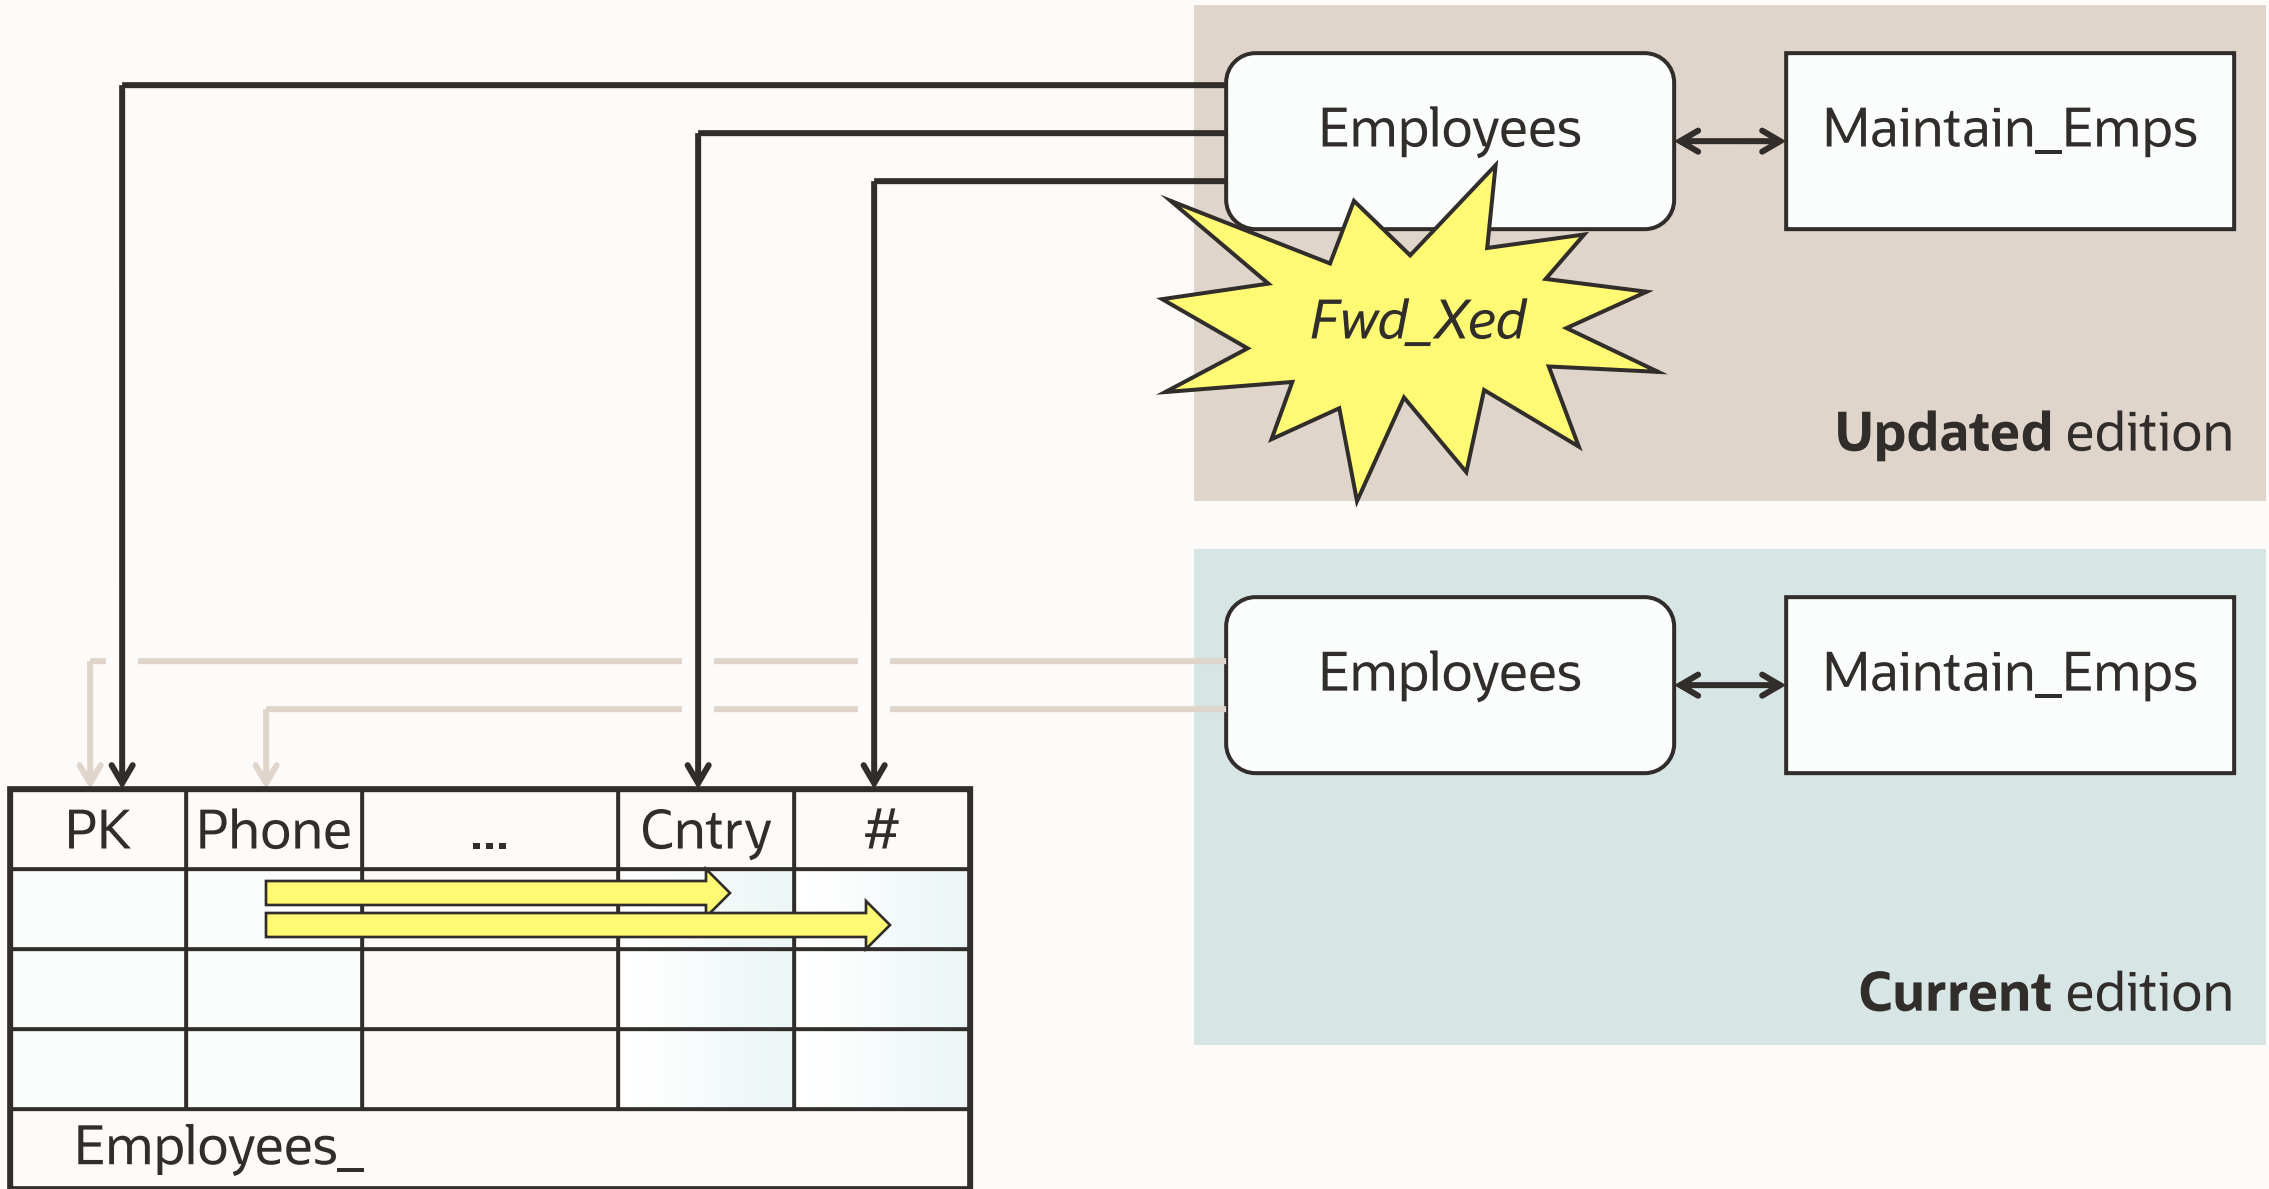 Employees
Maintain_Emps
Fwd_Xed
Updated edition
Employees
Maintain_Emps
Current edition
PK
Phone
...
Cntry
#
Employees_